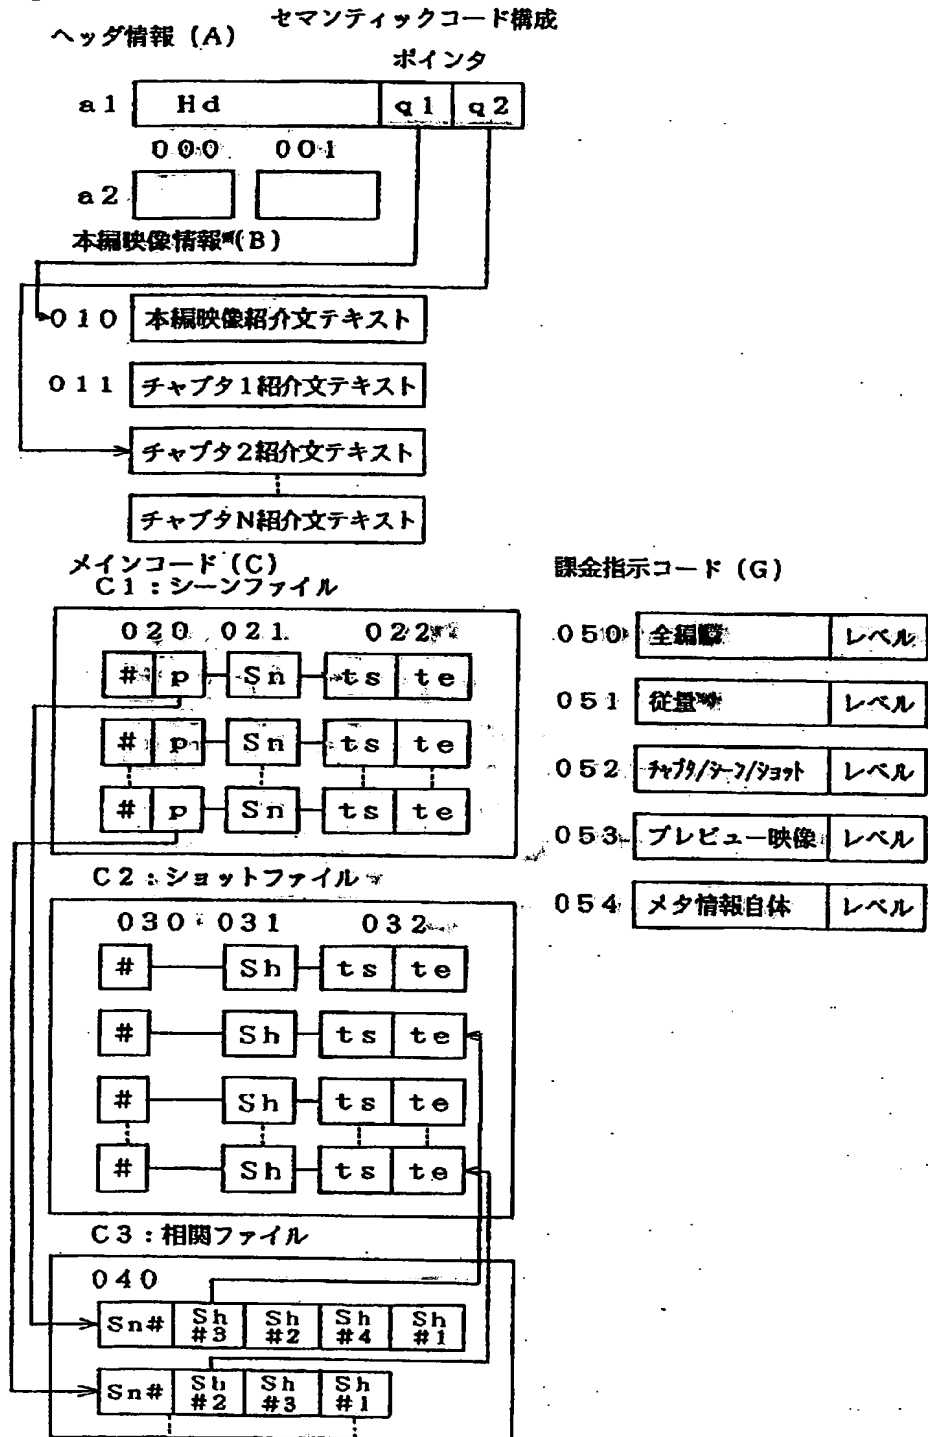 セマンティックコード構成
ヘッダ情報 (A)
ポインタ
a1 Hd q1 q2
000 001
a2
本編映像情報 (B)
010 本編映像紹介文テキスト
011 チャプタ1紹介文テキスト
チャプタ2紹介文テキスト
チャプタN紹介文テキスト
メインコード (C)
C1:シーンファイル
020 021 022
# p Sn ts te
# p Sn ts te
# p Sn ts te
C2:ショットファイル
030 031 032
# Sh ts te
# Sh ts te
# Sh ts te
# Sh ts te
C3:相関ファイル
040
Sn# Sh #3 Sh #2 Sh #4 Sh #1
Sn# Sh #2 Sh #3 Sh #1
課金指示コード (G)
050 全編 レベル
051 従量 レベル
052 チャプタ/シーン/ショット レベル
053 プレビュー映像 レベル
054 メタ情報自体 レベル